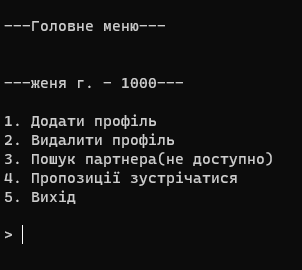 ---Головне меню---
---женя г. - 1000---
1. Додати профіль
2. Видалити профіль
3. Пошук партнера(не доступно)
4. Пропозиції зустрічатися
5. Вихід
>